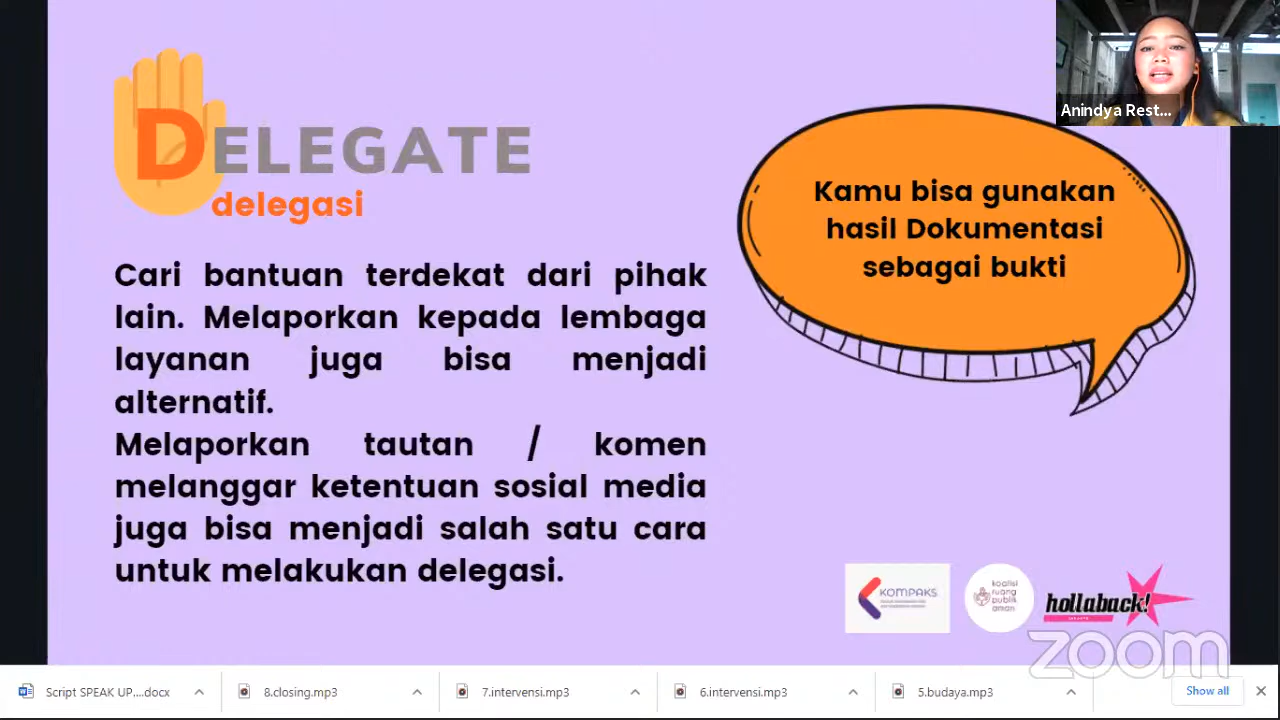 DELEGATE
delegasi
Cari bantuan terdekat dari pihak
lain. Melaporkan kepada lembaga
layanan juga bisa menjadi
alternatif.
Melaporkan tautan / komen
melanggar ketentuan sosial media
juga bisa menjadi salah satu cara
untuk melakukan delegasi.
Kamu bisa gunakan
hasil Dokumentasi
sebagai bukti
Anindya Rest...
KOMPAKS
koalisi
ruang
publik
aman
hollaback!
zoom
Script SPEAK UP....docx
8.closing.mp3
7.intervensi.mp3
6.intervensi.mp3
5.budaya.mp3
Show all